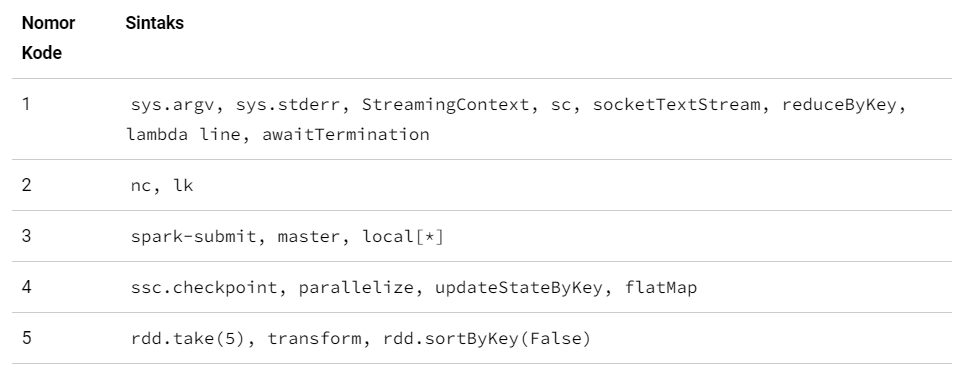 Nomor Sintaks
Kode
1 sys.argv, sys.stderr, StreamingContext, sc, socketTextStream, reduceByKey,
lambda line, awaitTermination
2 nc, lk
3 spark-submit, master, local[*]
4 ssc.checkpoint, parallelize, updateStateByKey, flatMap
5 rdd.take(5), transform, rdd.sortByKey(False)